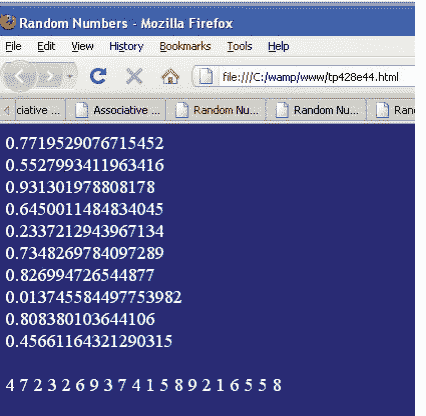 Random Numbers - Mozilla Firefox
File Edit View History Bookmarks Tools Help
file:///C:/wamp/www/tp428e44.html
ciative ... Associative ... Random Nu... Random Nu... Ran
0.7719529076715452
0.5527993411963416
0.931301978808178
0.6450011484834045
0.2337212943967134
0.7348269784097289
0.826994726544877
0.013745584497753982
0.808380103644106
0.45661164321290315
4 7 2 3 2 6 9 3 7 4 1 5 8 9 2 1 6 5 5 8